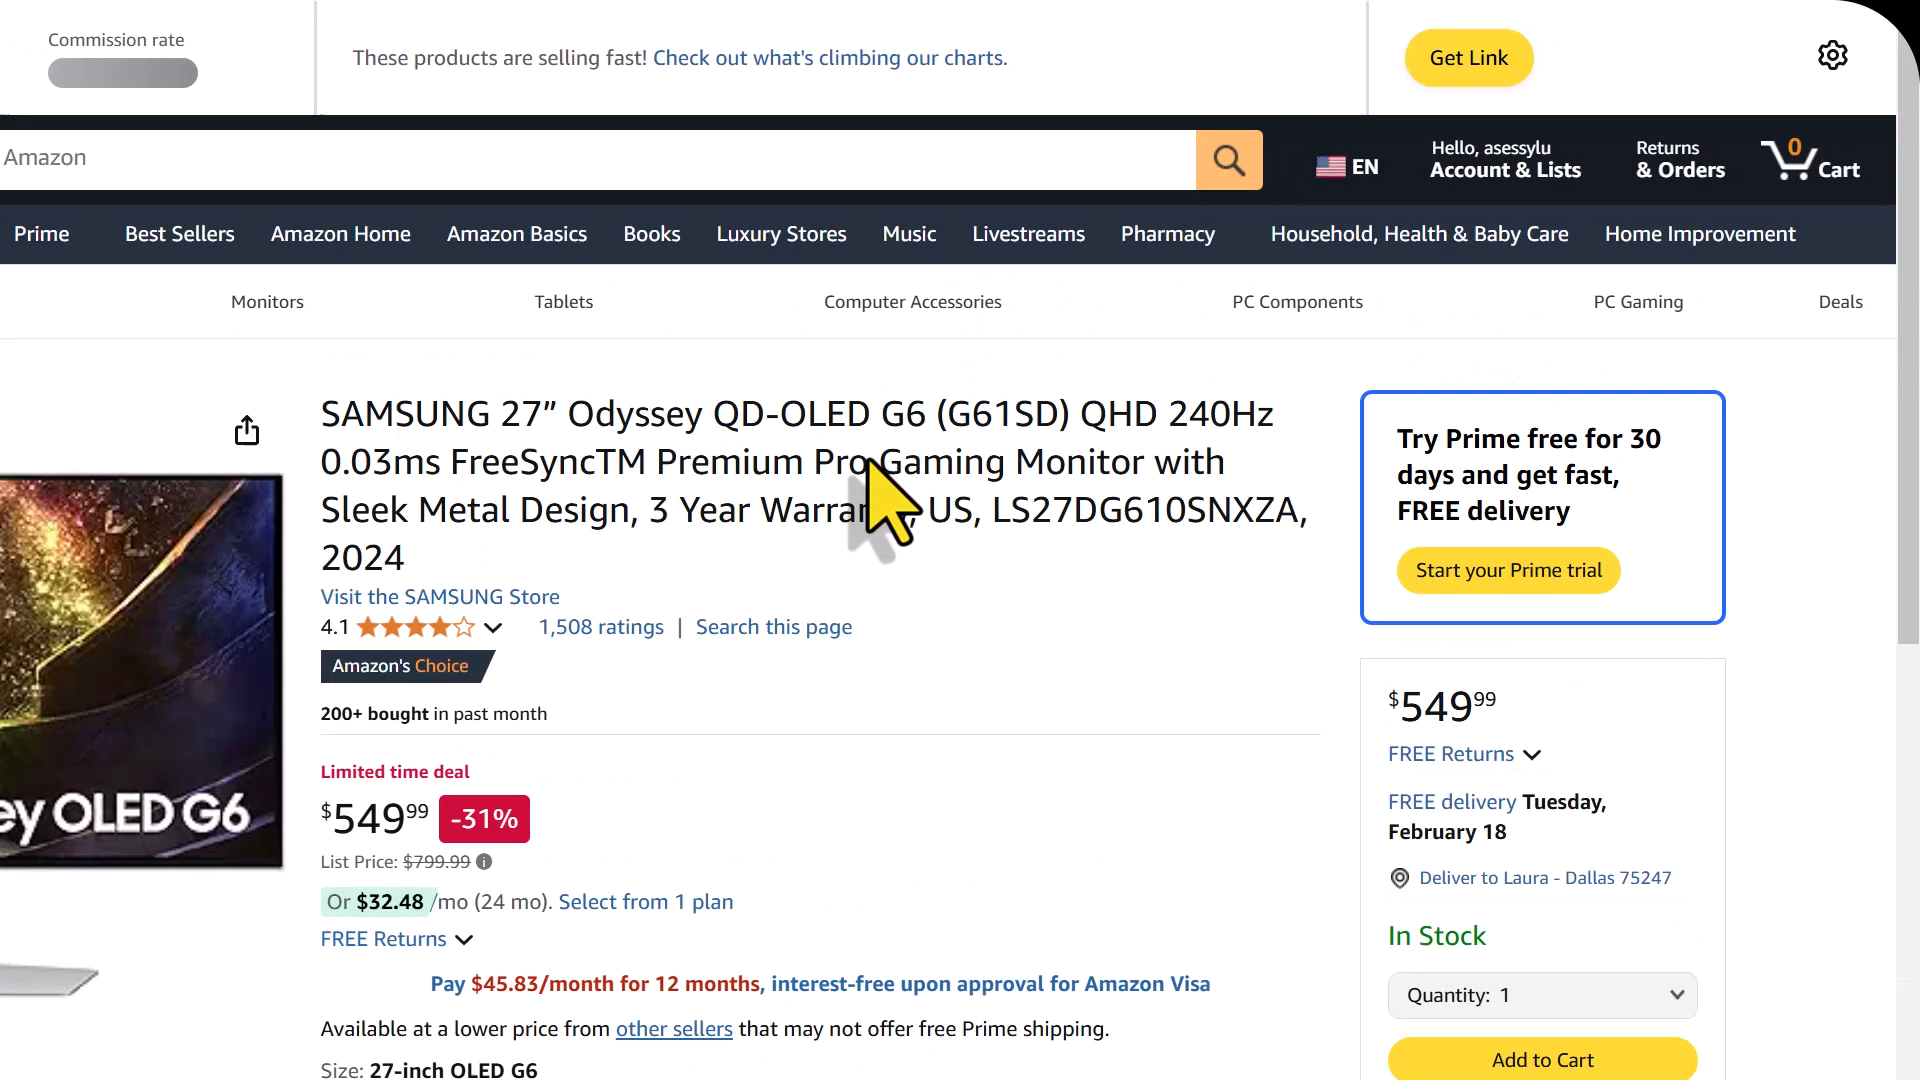 Commission rate
These products are selling fast! Check out what's climbing our charts.
Get Link
Amazon
EN
Hello, asessylu
Account & Lists
Returns
& Orders
0
Cart
Prime
Best Sellers
Amazon Home
Amazon Basics
Books
Luxury Stores
Music
Livestreams
Pharmacy
Household, Health & Baby Care
Home Improvement
Monitors
Tablets
Computer Accessories
PC Components
PC Gaming
Deals
SAMSUNG 27” Odyssey QD-OLED G6 (G61SD) QHD 240Hz
0.03ms FreeSyncTM Premium Pro Gaming Monitor with
Sleek Metal Design, 3 Year Warran, US, LS27DG610SNXZA,
2024
Visit the SAMSUNG Store
4.1
1,508 ratings | Search this page
Amazon's Choice
200+ bought in past month
Limited time deal
$549 99 -31%
List Price: $799.99
Or $32.48 /mo (24 mo). Select from 1 plan
FREE Returns
Pay $45.83/month for 12 months, interest-free upon approval for Amazon Visa
Available at a lower price from other sellers that may not offer free Prime shipping.
Size: 27-inch OLED G6
ey OLED G6
Try Prime free for 30
days and get fast,
FREE delivery
Start your Prime trial
$549 99
FREE Returns
FREE delivery Tuesday,
February 18
Deliver to Laura - Dallas 75247
In Stock
Quantity: 1
Add to Cart